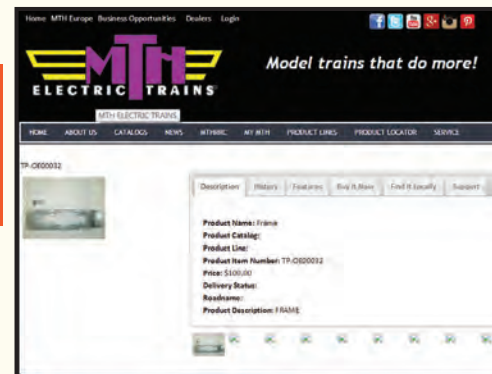 Home MTH Europe Business Opportunities Dealers Login
MTH
ELECTRIC TRAINS
Model trains that do more!
MTH ELECTRIC TRAINS
HOME ABOUT US CATALOGS NEWS MTHRRC MY MTH PRODUCT LINES PRODUCT LOCATOR SERVICE
TP-OE00032
Description History Features Buy It Now Find It Locally Support
Product Name: Frame
Product Catalog:
Product Line:
Product Item Number: TP-OE00032
Price: $100.00
Delivery Status:
Roadname:
Product Description: FRAME